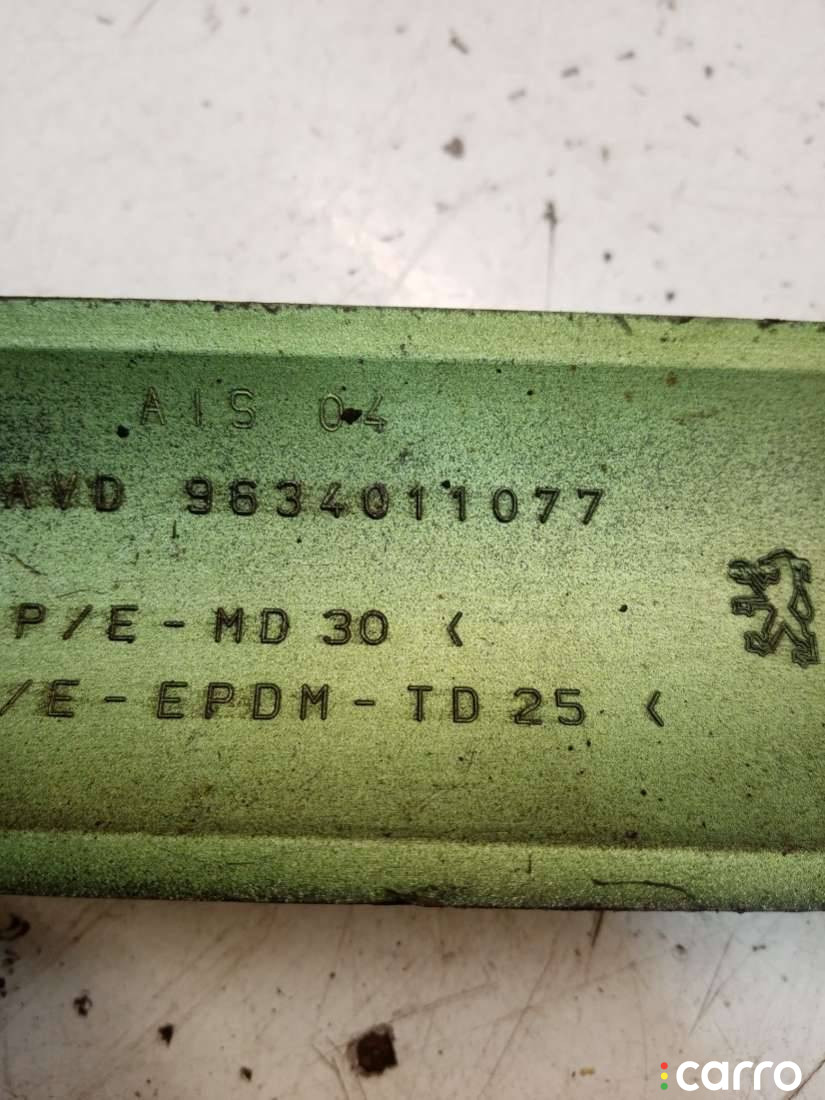 AIS 04
AVD 9634011077
P/E-MD 30 <
/E-EPDM-TD 25 <
carro